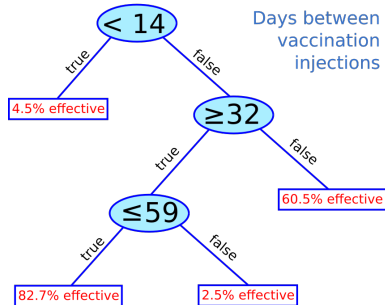 Days between
vaccination
injections
< 14
true
false
4.5% effective
≥32
true
false
60.5% effective
≤59
true
false
82.7% effective
2.5% effective